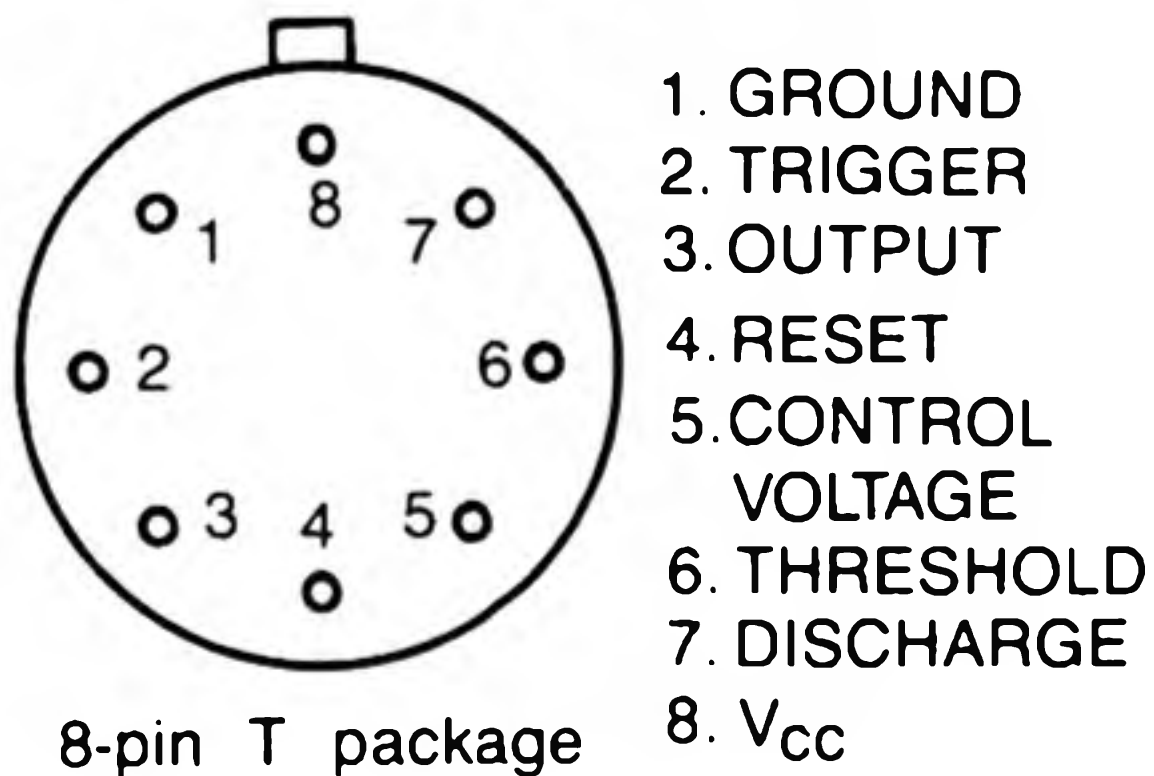 8
1
7
2
6
3
4
5
8-pin T package
1. GROUND
2. TRIGGER
3. OUTPUT
4. RESET
5. CONTROL
VOLTAGE
6. THRESHOLD
7. DISCHARGE
8. VCC